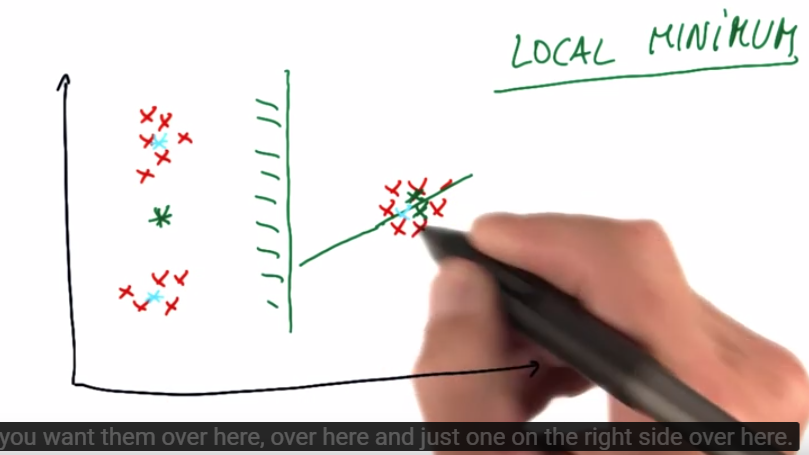 LOCAL MINIMUM
you want them over here, over here and just one on the right side over here.